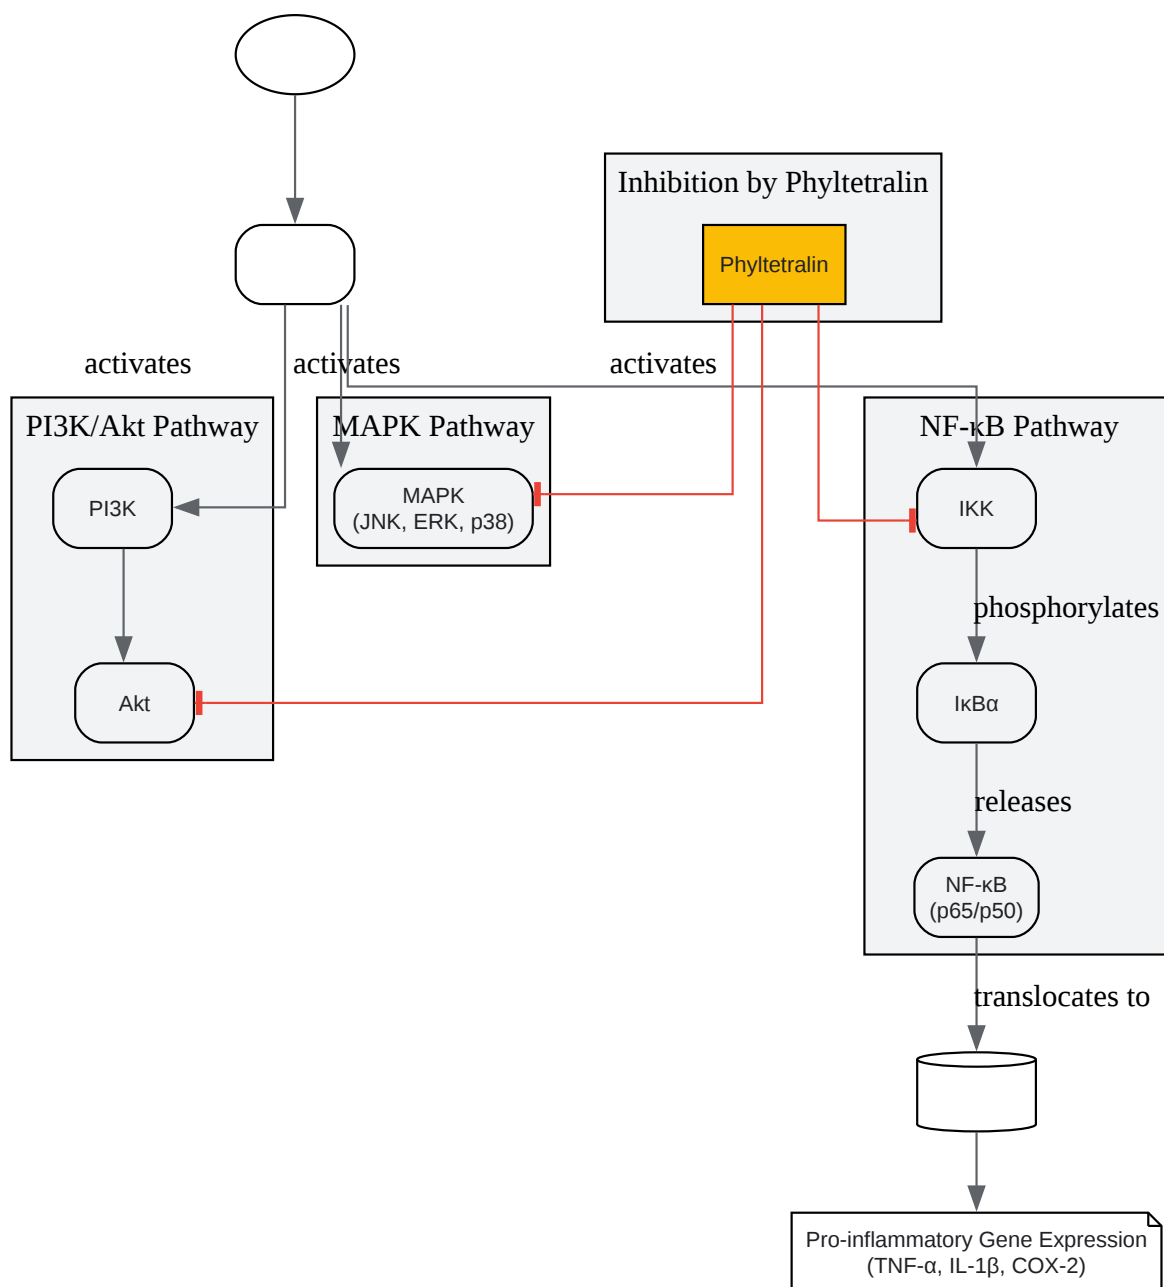 Inhibition by Phyltetralin
Phyltetralin
activates
activates
activates
PI3K/Akt Pathway
MAPK Pathway
NF-κB Pathway
PI3K
MAPK
(JNK, ERK, p38)
IKK
phosphorylates
Akt
IκBα
releases
NF-κB
(p65/p50)
translocates to
Pro-inflammatory Gene Expression
(TNF-α, IL-1β, COX-2)